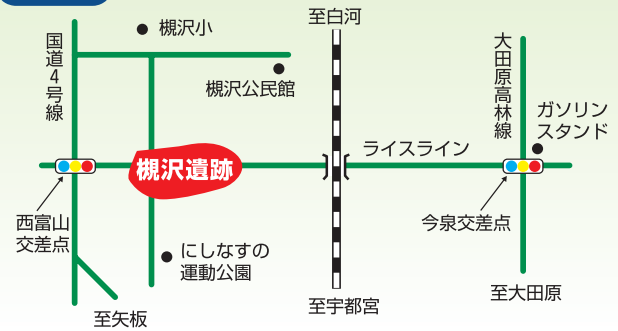 至白河
槻沢小
国道4号線
大田原高林線
槻沢公民館
ガソリン
スタンド
ライスライン
槻沢遺跡
西富山
交差点
今泉交差点
にしなすの
運動公園
至大田原
至宇都宮
至矢板